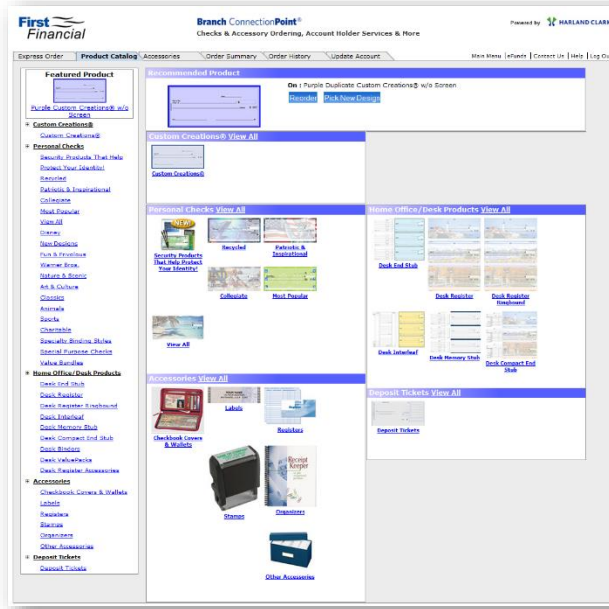 First
Financial
Branch ConnectionPoint®
Checks & Accessory Ordering, Account Holder Services & More
Powered by HARLAND CLARK
Express Order
Product Catalog
Accessories
Order Summary
Order History
Update Account
Main Menu | eFunds | Contact Us | Help | Log Ou
Featured Product
Purple Custom Creations® w/o
Screen
Custom Creations®
Custom Creations®
Personal Checks
Security Products That Help
Protect Your Identity!
Recycled
Patriotic & Inspirational
Collegiate
Most Popular
View All
Disney
New Designs
Fun & Frivolous
Warner Bros.
Nature & Scenic
Art & Culture
Classics
Animals
Sports
Charitable
Specialty Binding Styles
Special Purpose Checks
Value Bundles
Home Office/Desk Products
Desk End Stub
Desk Register
Desk Register Ringbound
Desk Interleaf
Desk Memory Stub
Desk Compact End Stub
Desk Binders
Desk ValuePacks
Desk Register Accessories
Accessories
Checkbook Covers & Wallets
Labels
Registers
Stamps
Organizers
Other Accessories
Deposit Tickets
Deposit Tickets
Recommended Product
On : Purple Duplicate Custom Creations® w/o Screen
Reorder Pick New Design
Custom Creations® View All
Custom Creations®
Personal Checks View All
NEW!
Security Products
That Help Protect
Your Identity!
Recycled
Patriotic &
Inspirational
Collegiate
Most Popular
View All
Home Office/Desk Products View All
Desk End Stub
Desk Register
Desk Register
Ringbound
Desk Interleaf
Desk Memory Stub
Desk Compact End
Stub
Accessories View All
Checkbook Covers
& Wallets
Labels
Registers
Stamps
Receipt
Keeper
Organizers
Other Accessories
Deposit Tickets View All
Deposit Tickets